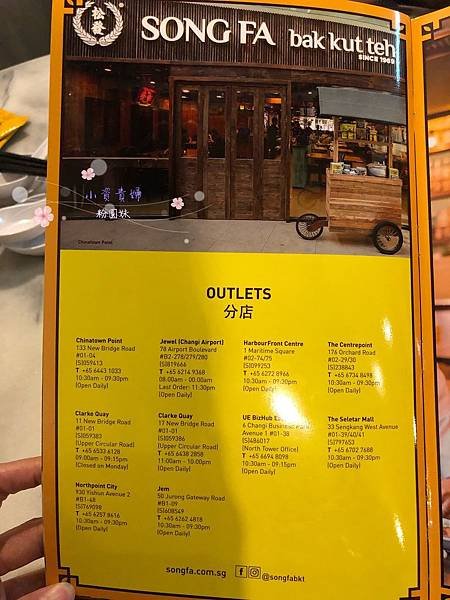 松發
SONG FA bak kut teh
SINCE 1969
小資貴婦
粉圓妹
Chinatown Point
OUTLETS
分店
Chinatown Point
133 New Bridge Road
#01-04
(S)059413
T +65 6443 1033
10:30am - 09:30pm
(Open Daily)
Jewel (Changi Airport)
78 Airport Boulevard
#B2-278/279/280
(S)819666
T +65 6214 9368
08:00am - 00.00am
Last Order: 11:30pm
(Open Daily)
HarbourFront Centre
1 Maritime Square
#02-74/75
(S)099253
T +65 6272 8966
10:30am - 09:30pm
(Open Daily)
The Centrepoint
176 Orchard Road
#02-29/30
(S)238843
T +65 6734 8498
10:30am - 09:30pm
(Open Daily)
Clarke Quay
11 New Bridge Road
#01-01
(S)059383
(Upper Circular Road)
T +65 6533 6128
09:00am - 09:15pm
(Closed on Monday)
Clarke Quay
17 New Bridge Road
#01-01
(S)059386
(Upper Circular Road)
T +65 6438 2858
11:00am - 10:00pm
(Open Daily)
UE BizHub
6 Changi Business Park
Avenue 1 #01-38
(S)486017
(North Tower Office)
T +65 6694 8098
10:30am - 09:15pm
(Open Daily)
The Seletar Mall
33 Sengkang West Avenue
#01-39/40/41
(S)797653
T +65 6702 7688
10:30am - 09:30pm
(Open Daily)
Northpoint City
930 Yishun Avenue 2
#B1-48
(S)769098
T +65 6257 8616
10:30am - 09:30pm
(Open Daily)
Jem
50 Jurong Gateway Road
#B1-09
(S)608549
T +65 6262 4818
10:30am - 09:30pm
(Open Daily)
songfa.com.sg
@songfabkt